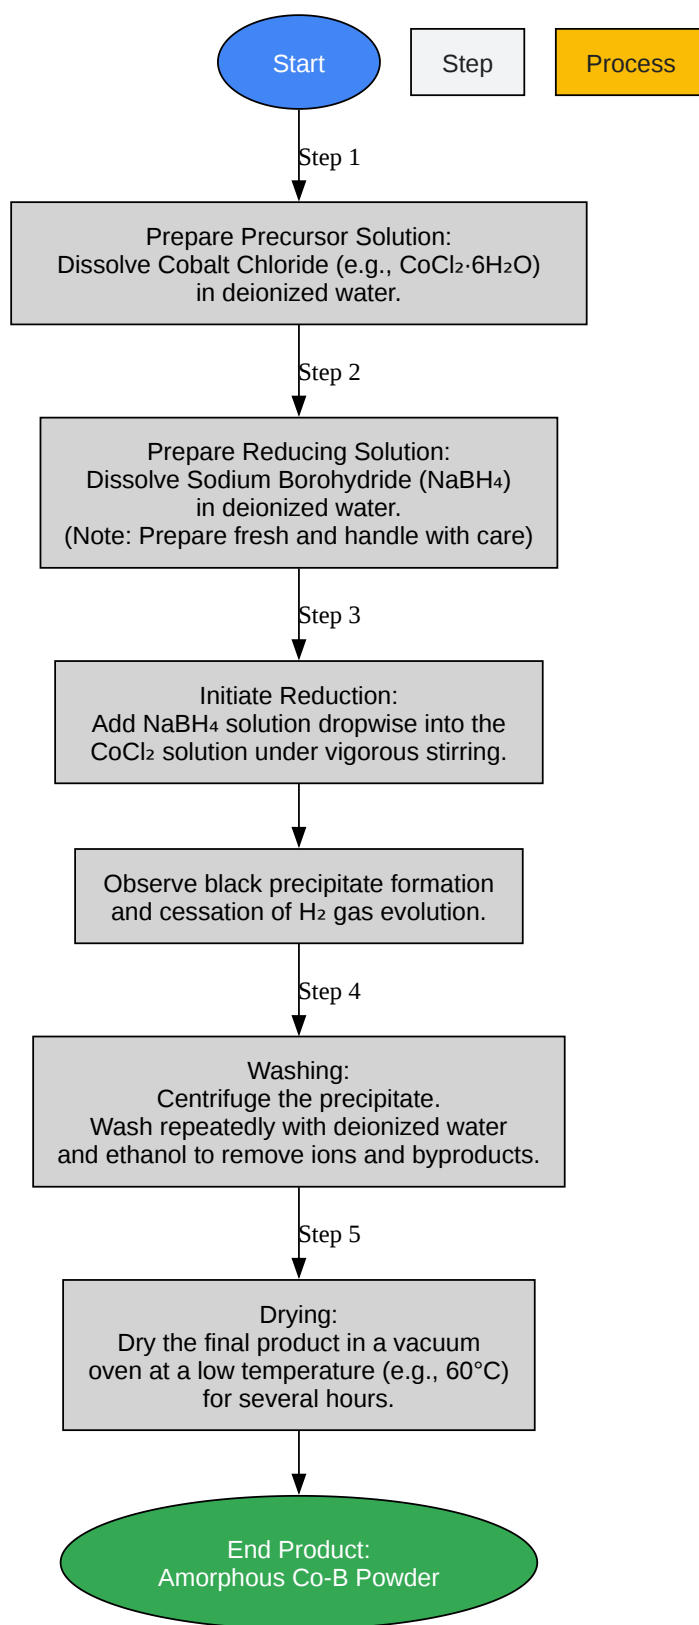 Start
Step
Process
Step 1
Prepare Precursor Solution:
Dissolve Cobalt Chloride (e.g., CoCl₂·6H₂O)
in deionized water.
Step 2
Prepare Reducing Solution:
Dissolve Sodium Borohydride (NaBH₄)
in deionized water.
(Note: Prepare fresh and handle with care)
Step 3
Initiate Reduction:
Add NaBH₄ solution dropwise into the
CoCl₂ solution under vigorous stirring.
Observe black precipitate formation
and cessation of H₂ gas evolution.
Step 4
Washing:
Centrifuge the precipitate.
Wash repeatedly with deionized water
and ethanol to remove ions and byproducts.
Step 5
Drying:
Dry the final product in a vacuum
oven at a low temperature (e.g., 60°C)
for several hours.
End Product:
Amorphous Co-B Powder